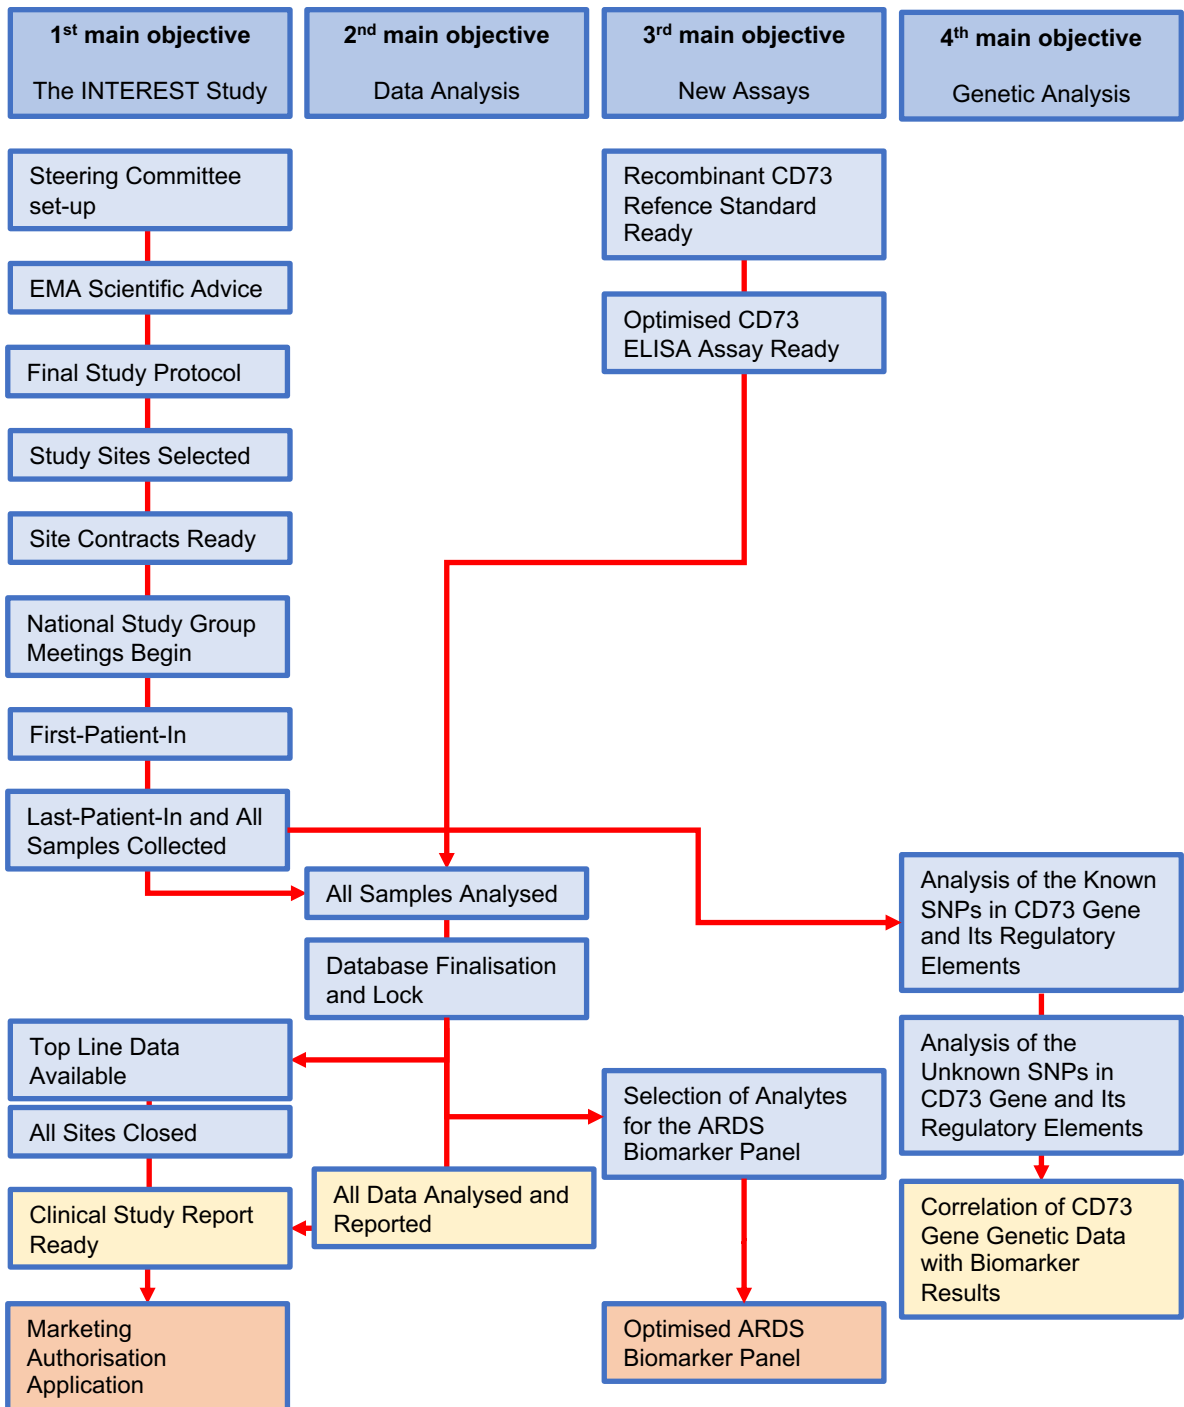 1st main objective
The INTEREST Study
2nd main objective
Data Analysis
3rd main objective
New Assays
4th main objective
Genetic Analysis
Steering Committee
set-up
EMA Scientific Advice
Final Study Protocol
Study Sites Selected
Site Contracts Ready
National Study Group
Meetings Begin
First-Patient-In
Last-Patient-In and All
Samples Collected
Top Line Data
Available
All Sites Closed
Clinical Study Report
Ready
Marketing
Authorisation
Application
All Samples Analysed
Database Finalisation
and Lock
All Data Analysed and
Reported
Recombinant CD73
Refence Standard
Ready
Optimised CD73
ELISA Assay Ready
Selection of Analytes
for the ARDS
Biomarker Panel
Optimised ARDS
Biomarker Panel
Analysis of the Known
SNPs in CD73 Gene
and Its Regulatory
Elements
Analysis of the
Unknown SNPs in
CD73 Gene and Its
Regulatory Elements
Correlation of CD73
Gene Genetic Data
with Biomarker
Results